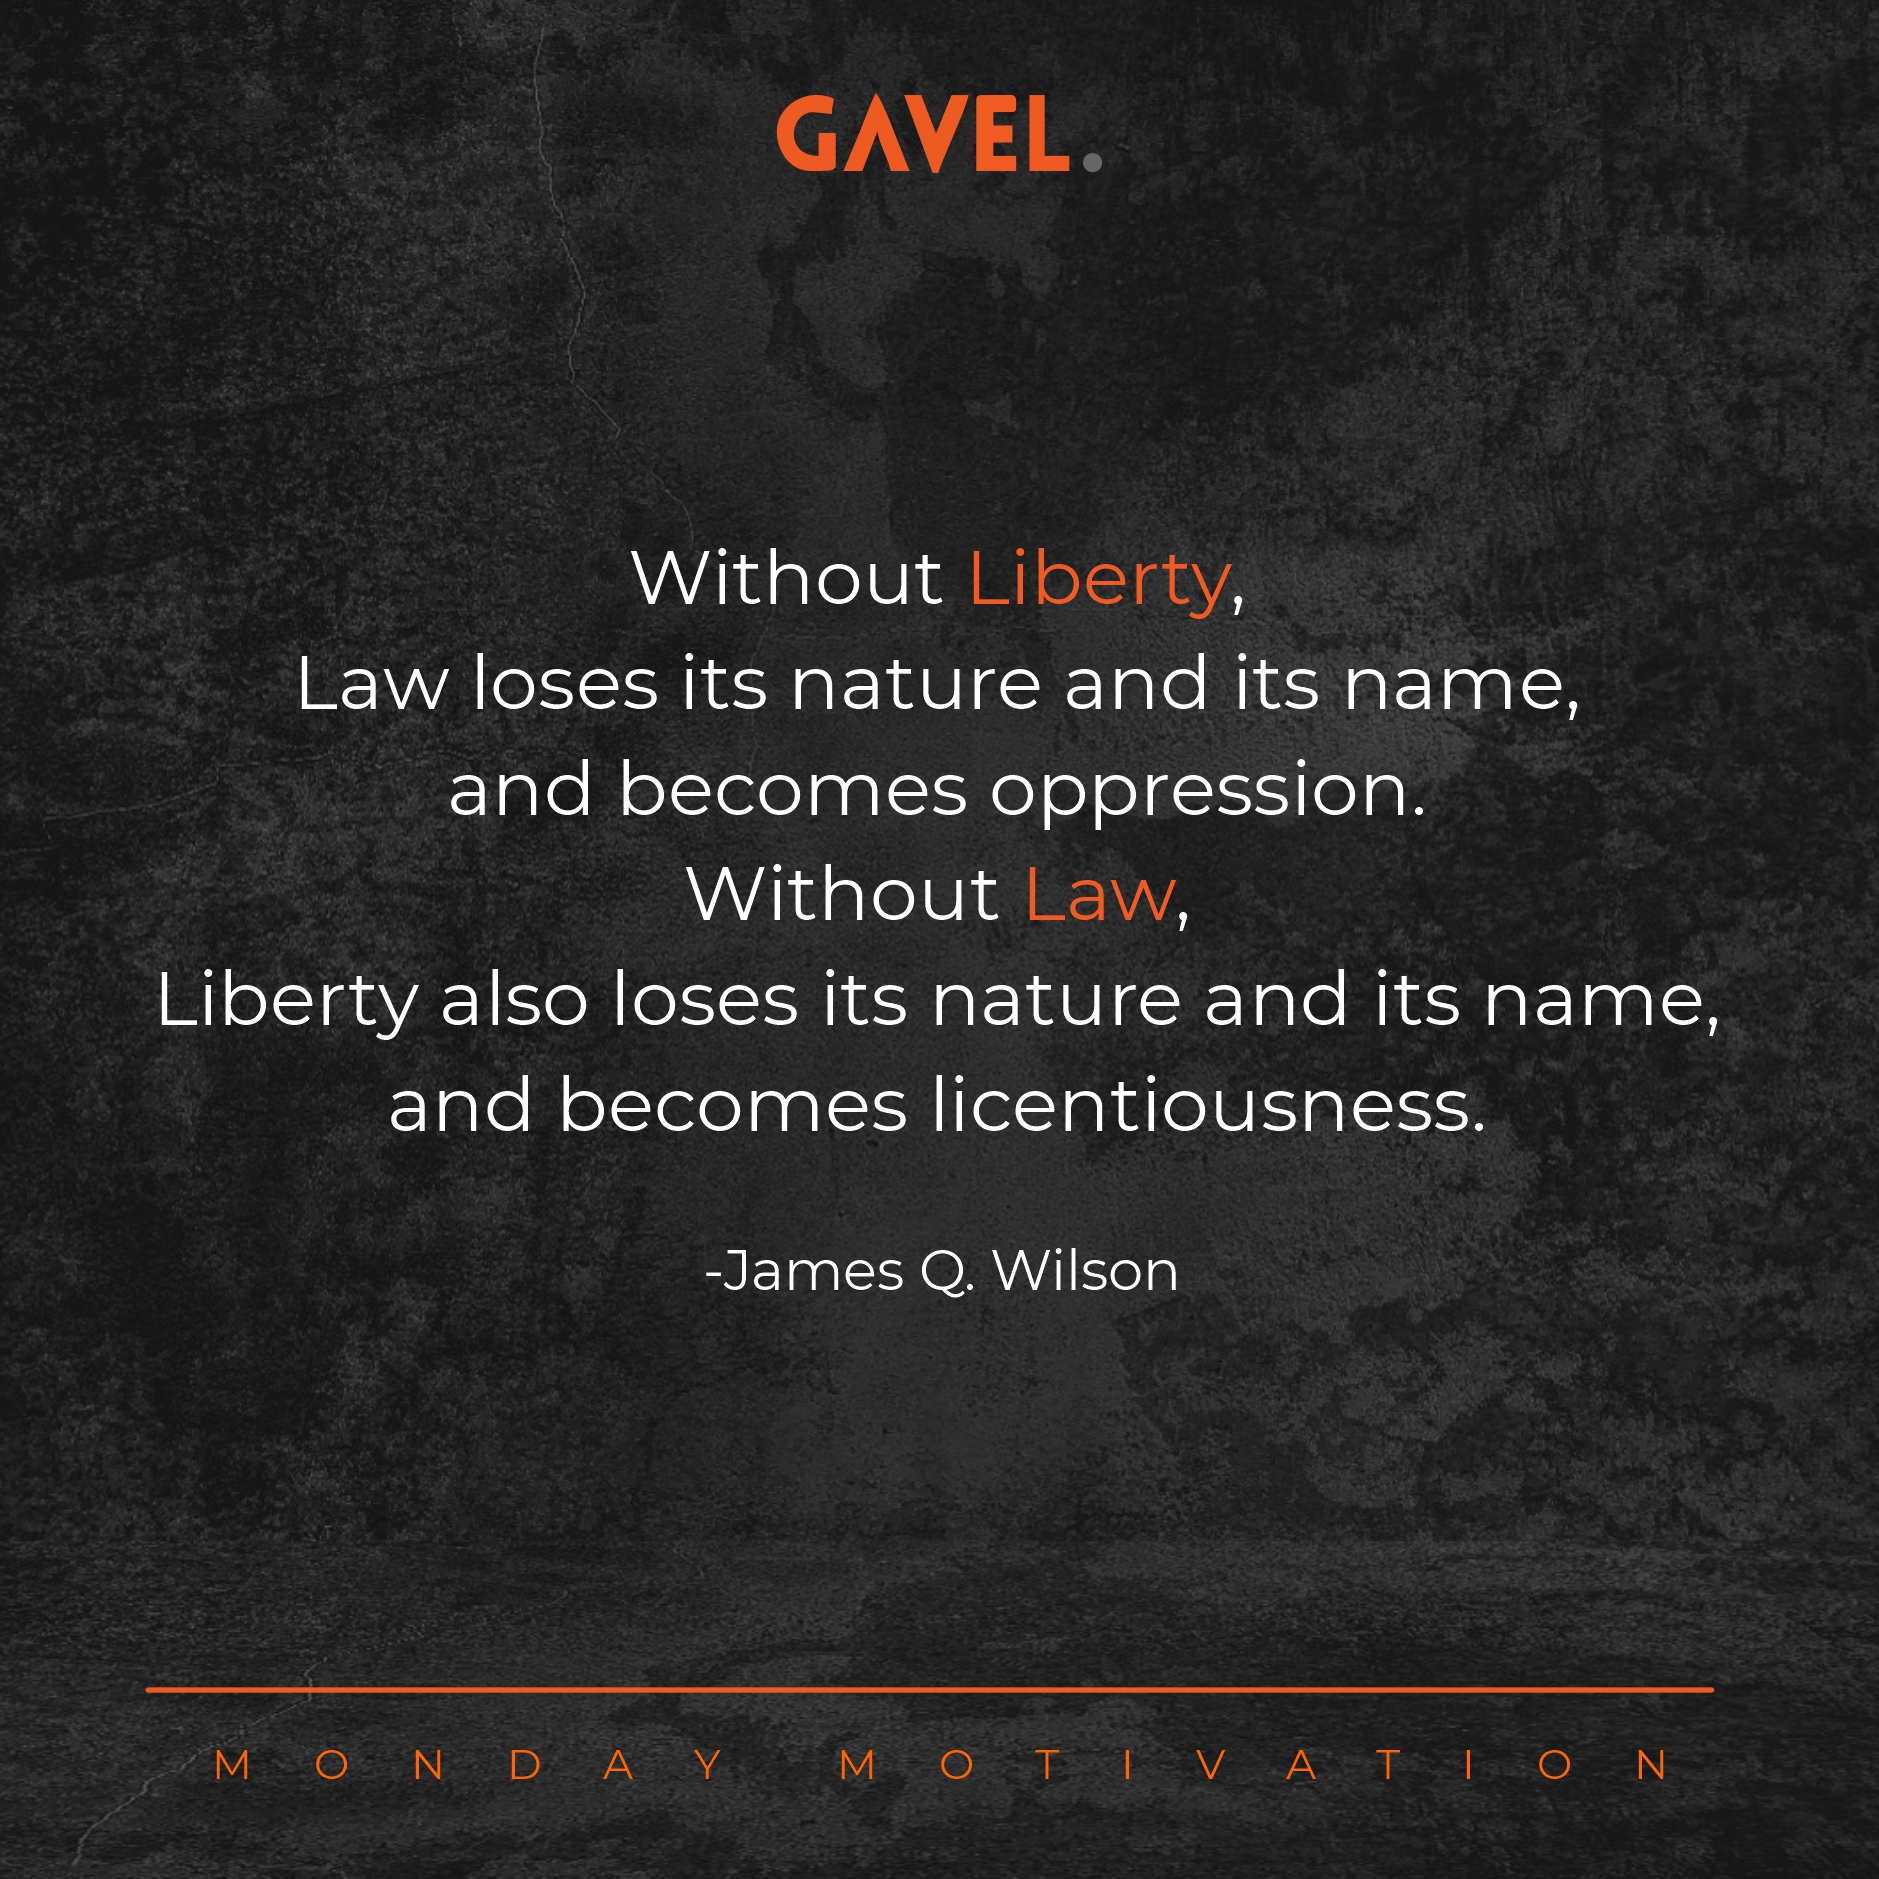 GAVEL.
Without Liberty,
Law loses its nature and its name,
and becomes oppression.
Without Law,
Liberty also loses its nature and its name,
and becomes licentiousness.
-James Q. Wilson
MONDAY MOTIVATION